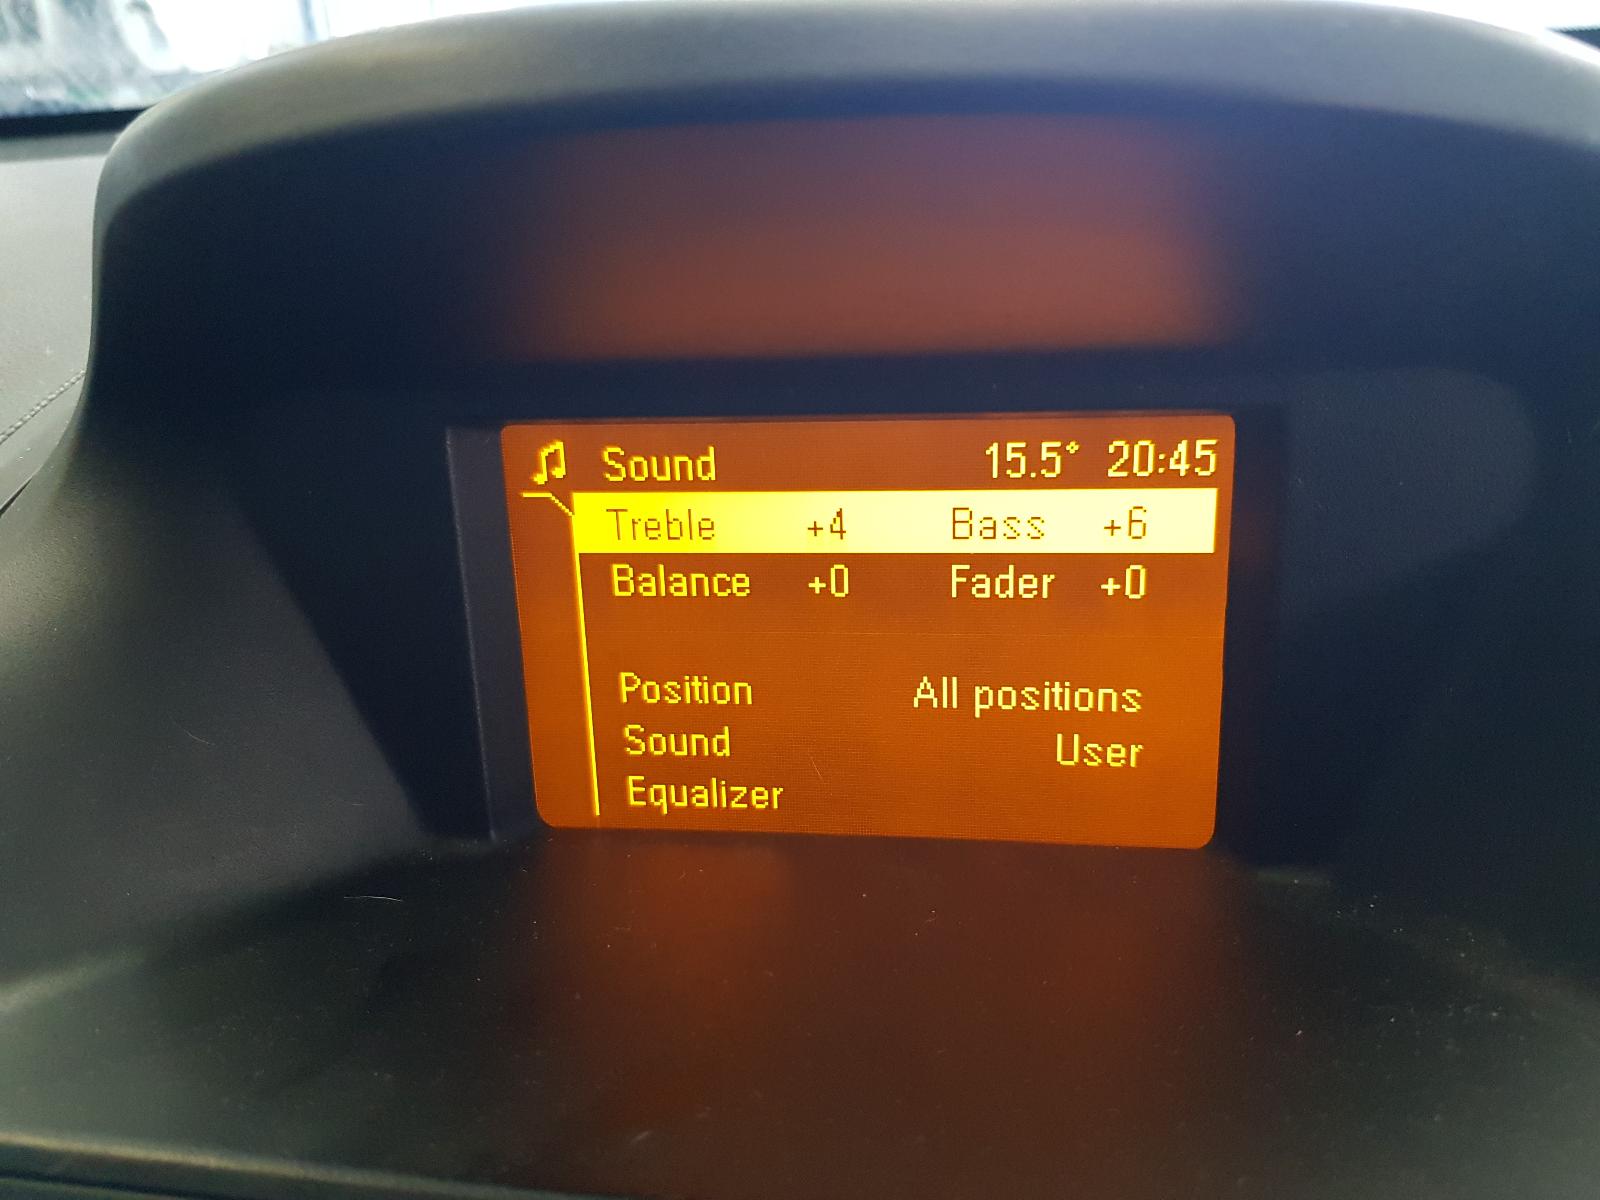 Sound 15.5° 20:45
Treble +4 Bass +6
Balance +0 Fader +0
Position All positions
Sound User
Equalizer